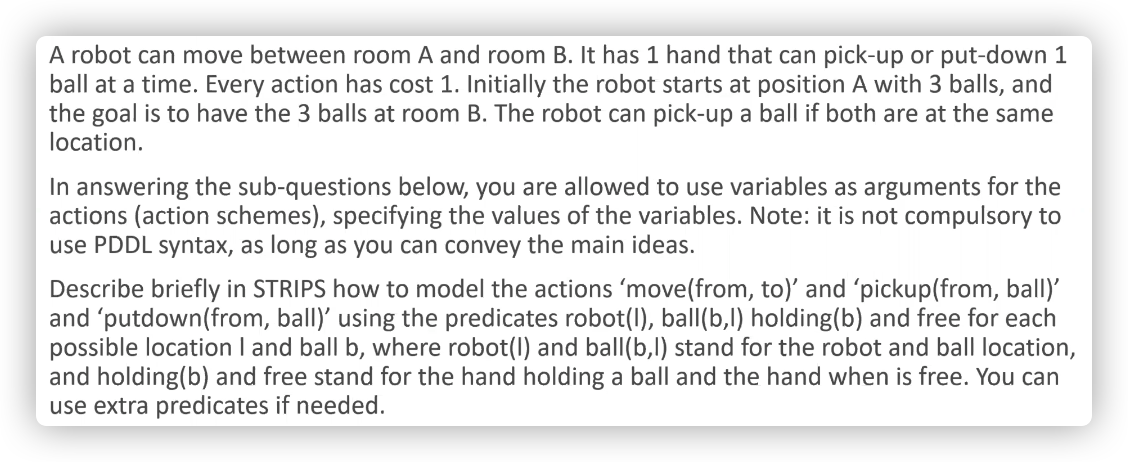 A robot can move between room A and room B. It has 1 hand that can pick-up or put-down 1
ball at a time. Every action has cost 1. Initially the robot starts at position A with 3 balls, and
the goal is to have the 3 balls at room B. The robot can pick-up a ball if both are at the same
location.
In answering the sub-questions below, you are allowed to use variables as arguments for the
actions (action schemes), specifying the values of the variables. Note: it is not compulsory to
use PDDL syntax, as long as you can convey the main ideas.
Describe briefly in STRIPS how to model the actions ‘move(from, to)’ and ‘pickup(from, ball)’
and ‘putdown(from, ball)’ using the predicates robot(l), ball(b,l) holding(b) and free for each
possible location l and ball b, where robot(l) and ball(b,l) stand for the robot and ball location,
and holding(b) and free stand for the hand holding a ball and the hand when is free. You can
use extra predicates if needed.